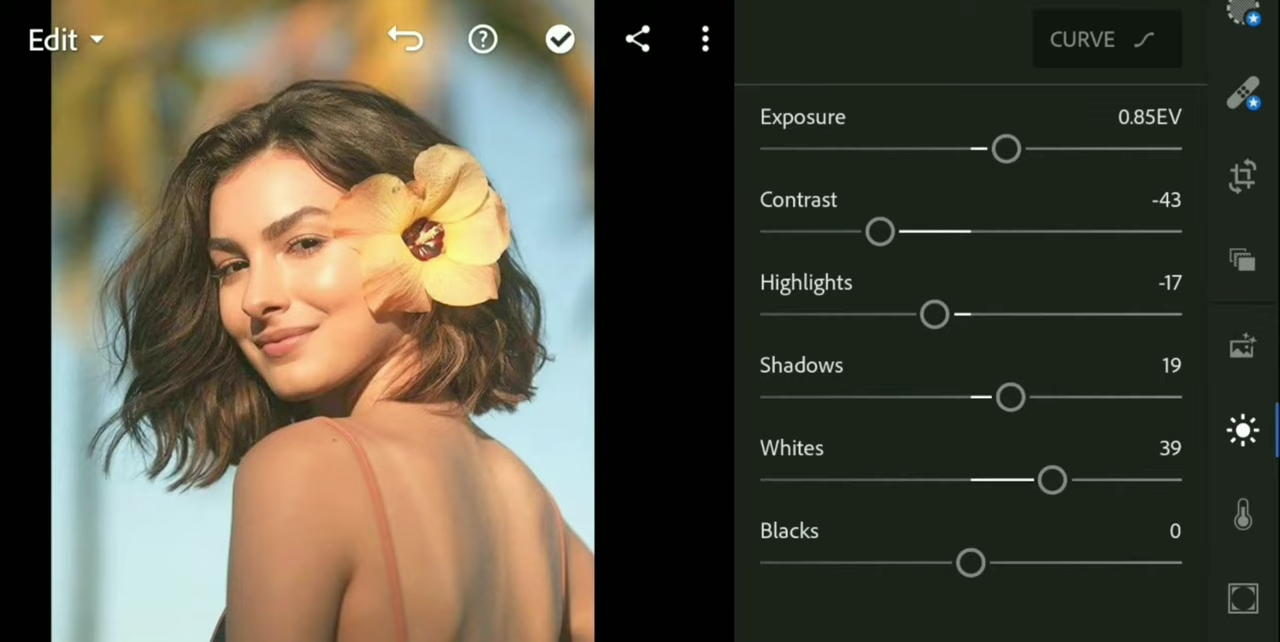 Edit
CURVE
Exposure 0.85EV
Contrast -43
Highlights -17
Shadows 19
Whites 39
Blacks 0